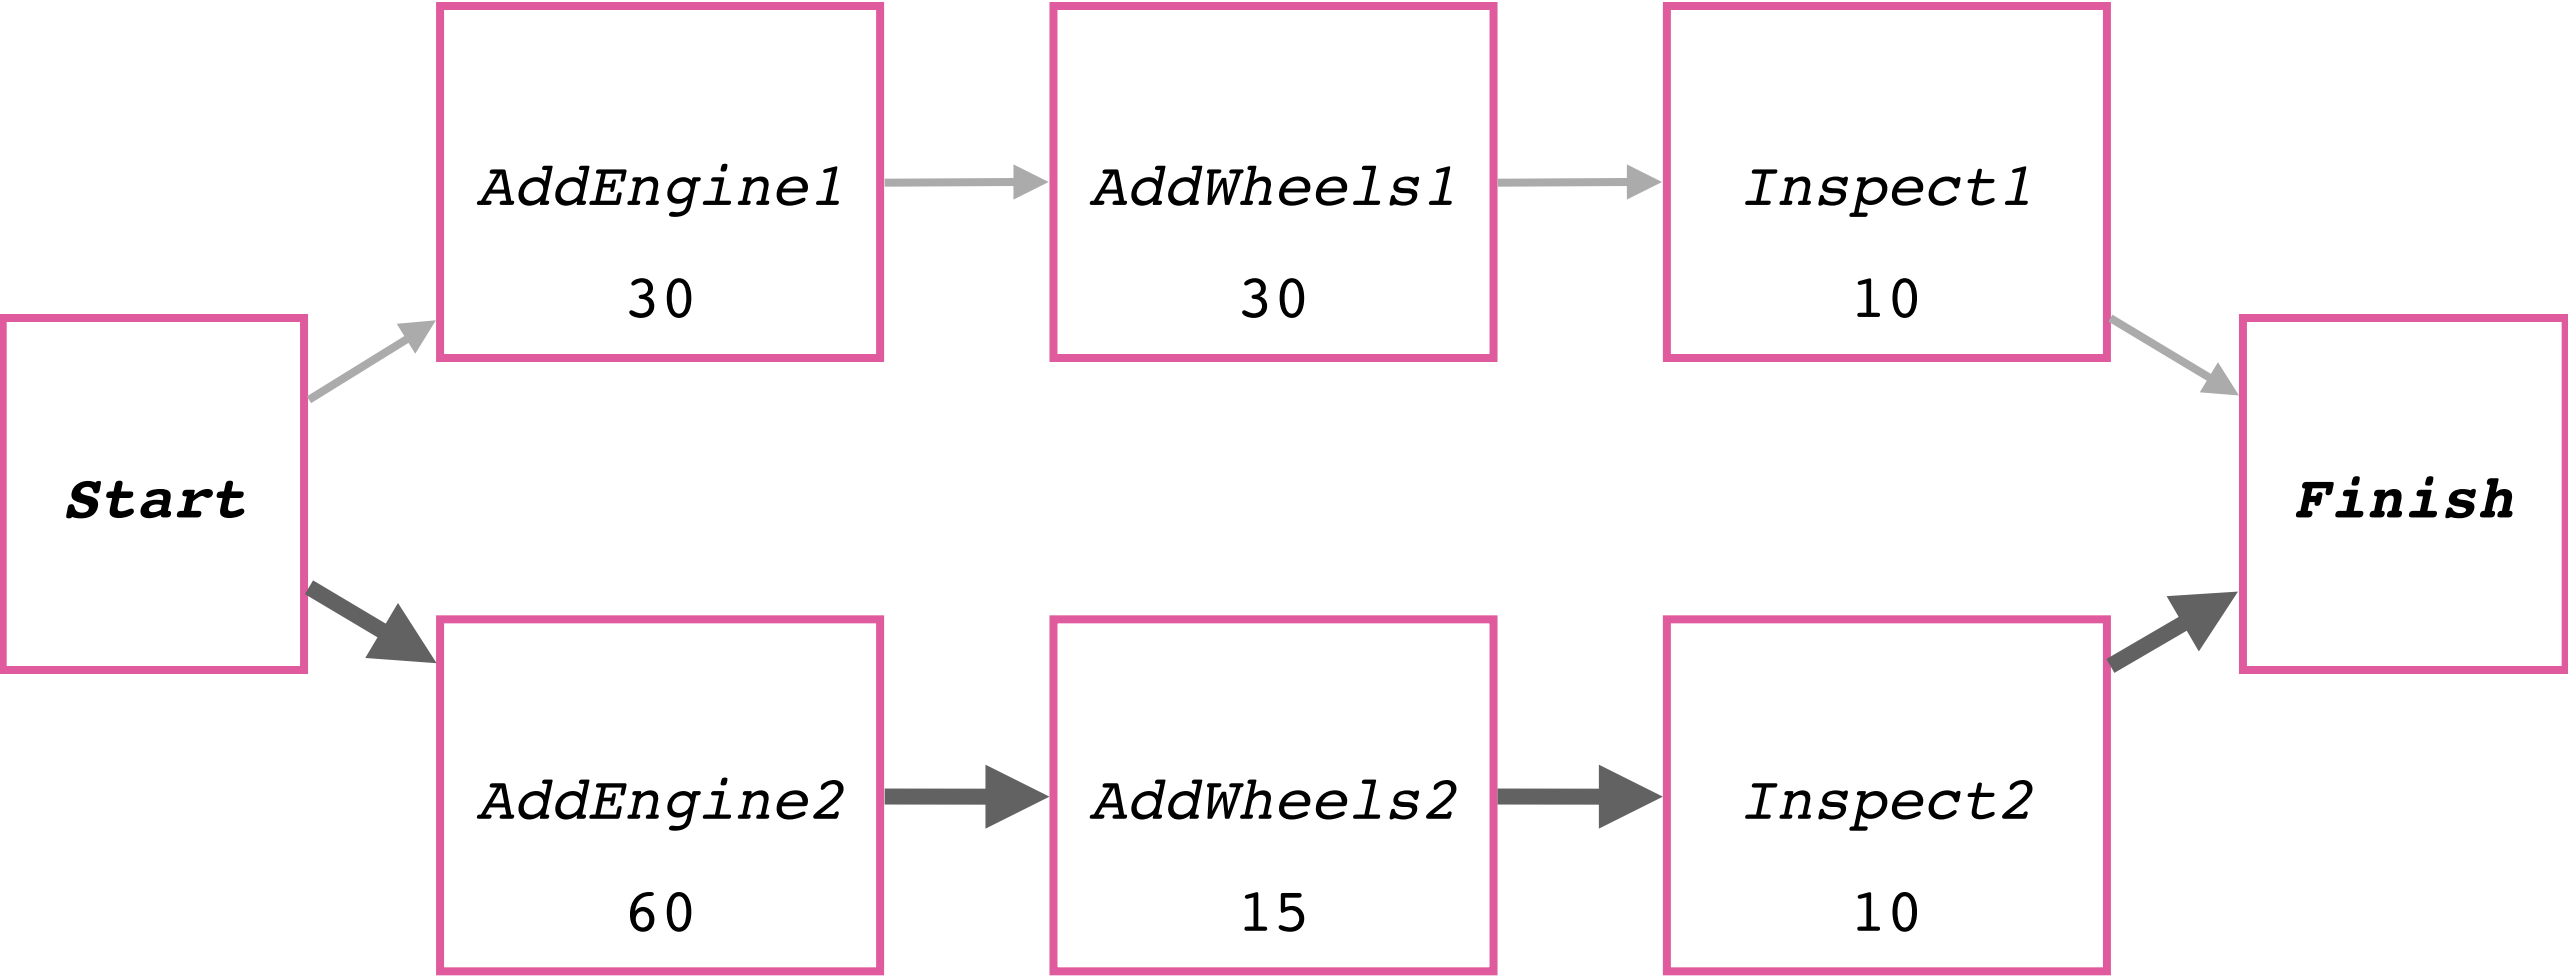 AddEngine1
30
AddWheels1
30
Inspect1
10
Start
Finish
AddEngine2
60
AddWheels2
15
Inspect2
10